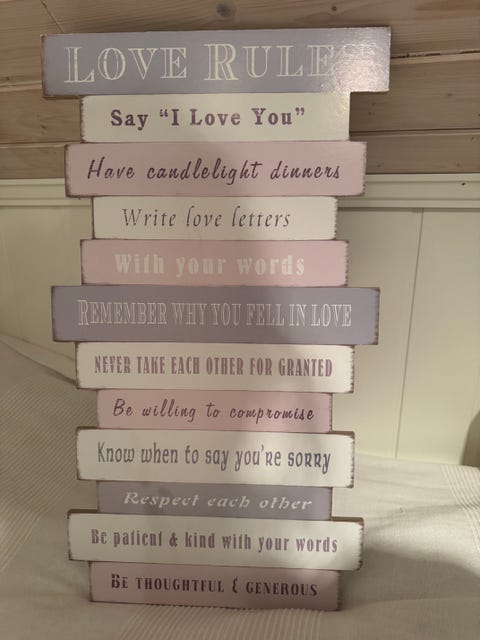 LOVE RULES
Say “I Love You”
Have candlelight dinners
Write love letters
With your words
REMEMBER WHY YOU FELL IN LOVE
NEVER TAKE EACH OTHER FOR GRANTED
Be willing to compromise
Know when to say you're sorry
Respect each other
Be patient & kind with your words
BE THOUGHTFUL & GENEROUS